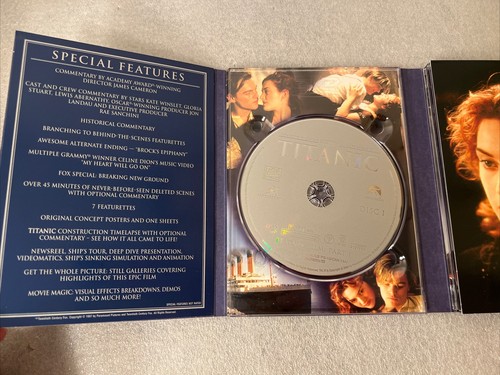 SPECIAL FEATURES
COMMENTARY BY ACADEMY AWARD®-WINNING
DIRECTOR JAMES CAMERON
CAST AND CREW COMMENTARY BY STARS KATE WINSLET, GLORIA
STUART, LEWIS ABERNATHY, OSCAR®-WINNING PRODUCER JON
LANDAU AND EXECUTIVE PRODUCER
RAE SANCHINI
HISTORICAL COMMENTARY
BRANCHING TO BEHIND-THE-SCENES FEATURETTES
AWESOME ALTERNATE ENDING – "BROCK'S EPIPHANY"
MULTIPLE GRAMMY® WINNER CELINE DION'S MUSIC VIDEO
"MY HEART WILL GO ON"
FOX SPECIAL: BREAKING NEW GROUND
OVER 45 MINUTES OF NEVER-BEFORE-SEEN DELETED SCENES
WITH OPTIONAL COMMENTARY
7 FEATURETTES
ORIGINAL CONCEPT POSTERS AND ONE SHEETS
TITANIC CONSTRUCTION TIMELAPSE WITH OPTIONAL
COMMENTARY - SEE HOW IT ALL CAME TO LIFE!
NEWSREEL, SHIP'S TOUR, DEEP DIVE PRESENTATION,
VIDEOMATICS, SHIP'S SINKING SIMULATION AND ANIMATION
GET THE WHOLE PICTURE: STILL GALLERIES COVERING
HIGHLIGHTS OF THIS EPIC FILM
MOVIE MAGIC: VISUAL EFFECTS BREAKDOWNS, DEMOS
AND SO MUCH MORE!
SPECIAL FEATURES NOT RATED
TITANIC